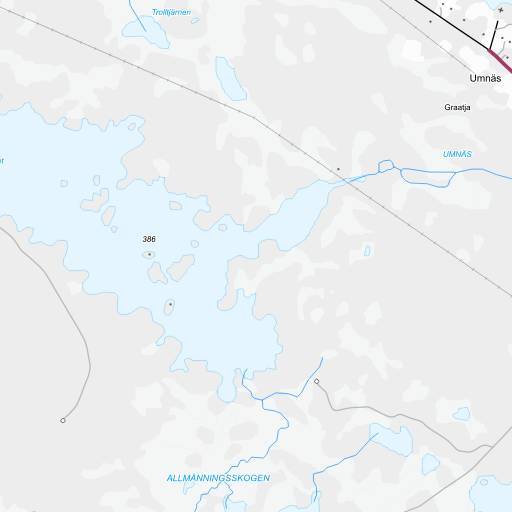 Trolltjärnen
Umnäs
Graatja
UMNÄS
386
ALLMÄNNINGSSKOGEN